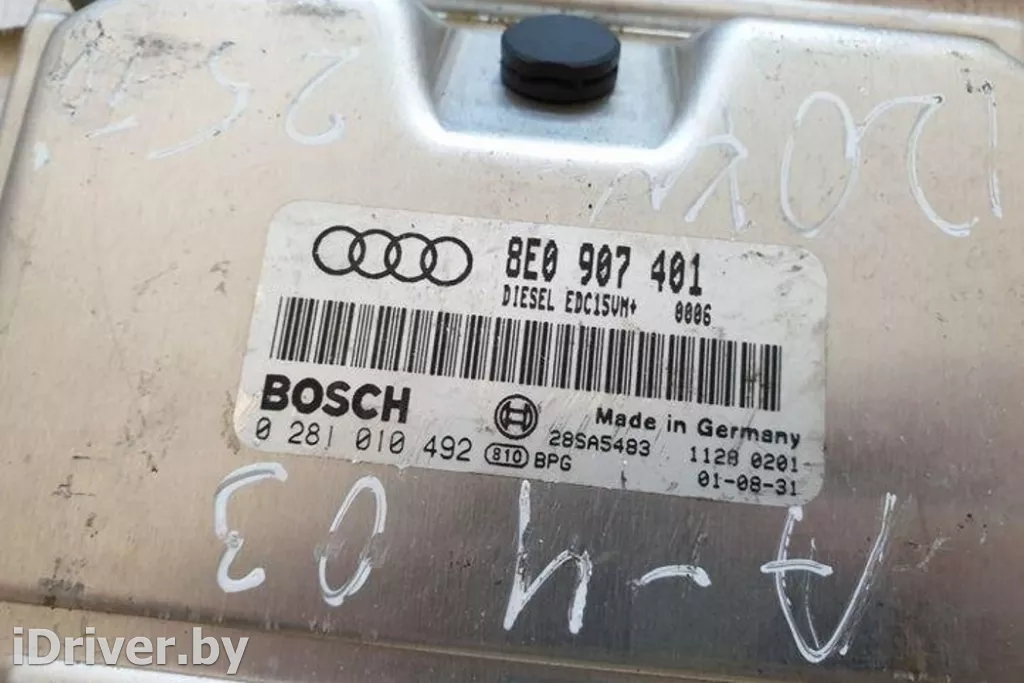 8E0 907 401
DIESEL EDC15VM+ 0006
BOSCH
Made in Germany
0 281 010 492 810 BPG 28SA5483 1128 0201
01-08-31
A-4 03
iDriver.by